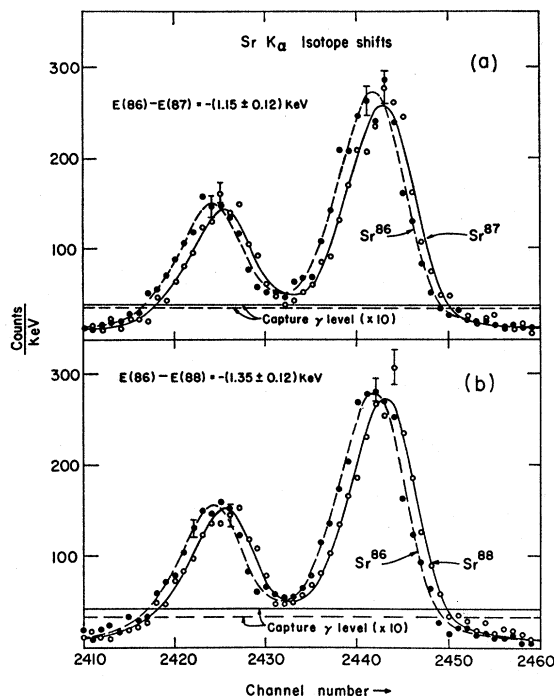 Sr Kα Isotope shifts
(a)
300
E(86)-E(87) = -(1.15 ± 0.12) KeV
200
Sr86
Sr87
100
Capture γ level (x 10)
Counts
KeV
(b)
300
E(86)-E(88) = -(1.35 ± 0.12) KeV
200
Sr86
Sr88
100
Capture γ level (x 10)
2410 2420 2430 2440 2450 2460
Channel number →